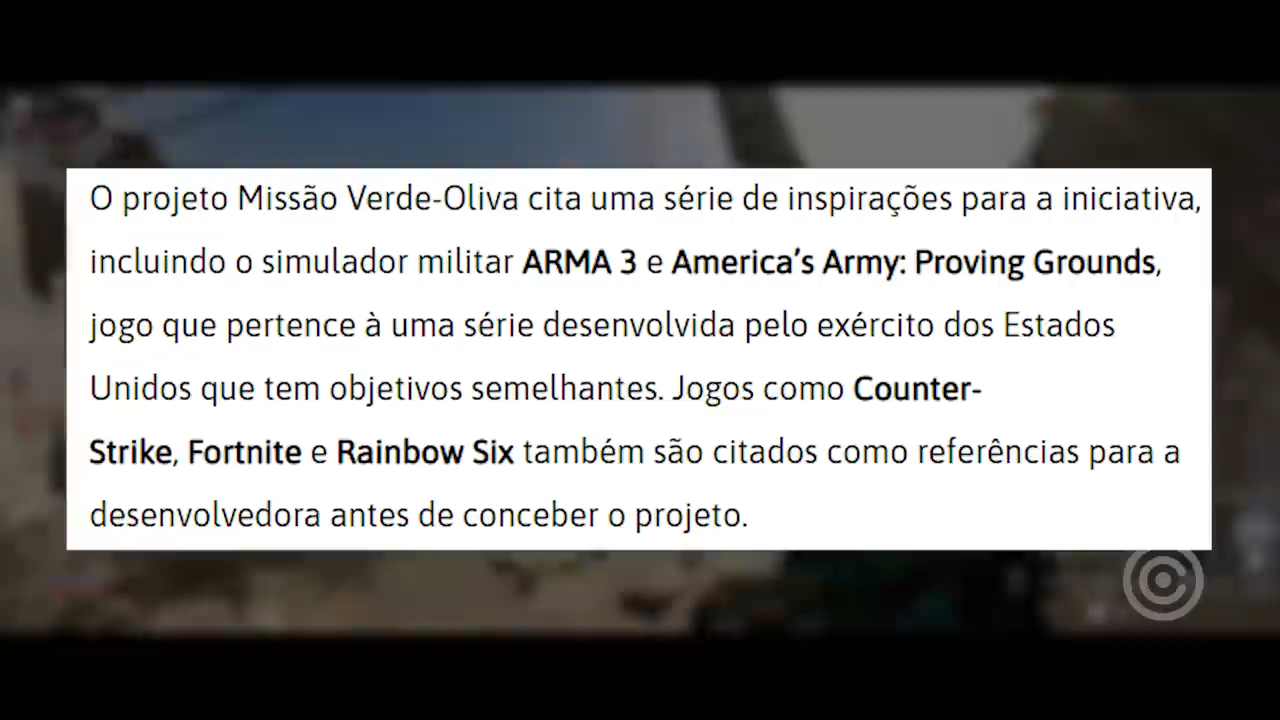 O projeto Missão Verde-Oliva cita uma série de inspirações para a iniciativa,
incluindo o simulador militar ARMA 3 e America’s Army: Proving Grounds,
jogo que pertence à uma série desenvolvida pelo exército dos Estados
Unidos que tem objetivos semelhantes. Jogos como Counter-
Strike, Fortnite e Rainbow Six também são citados como referências para a
desenvolvedora antes de conceber o projeto.